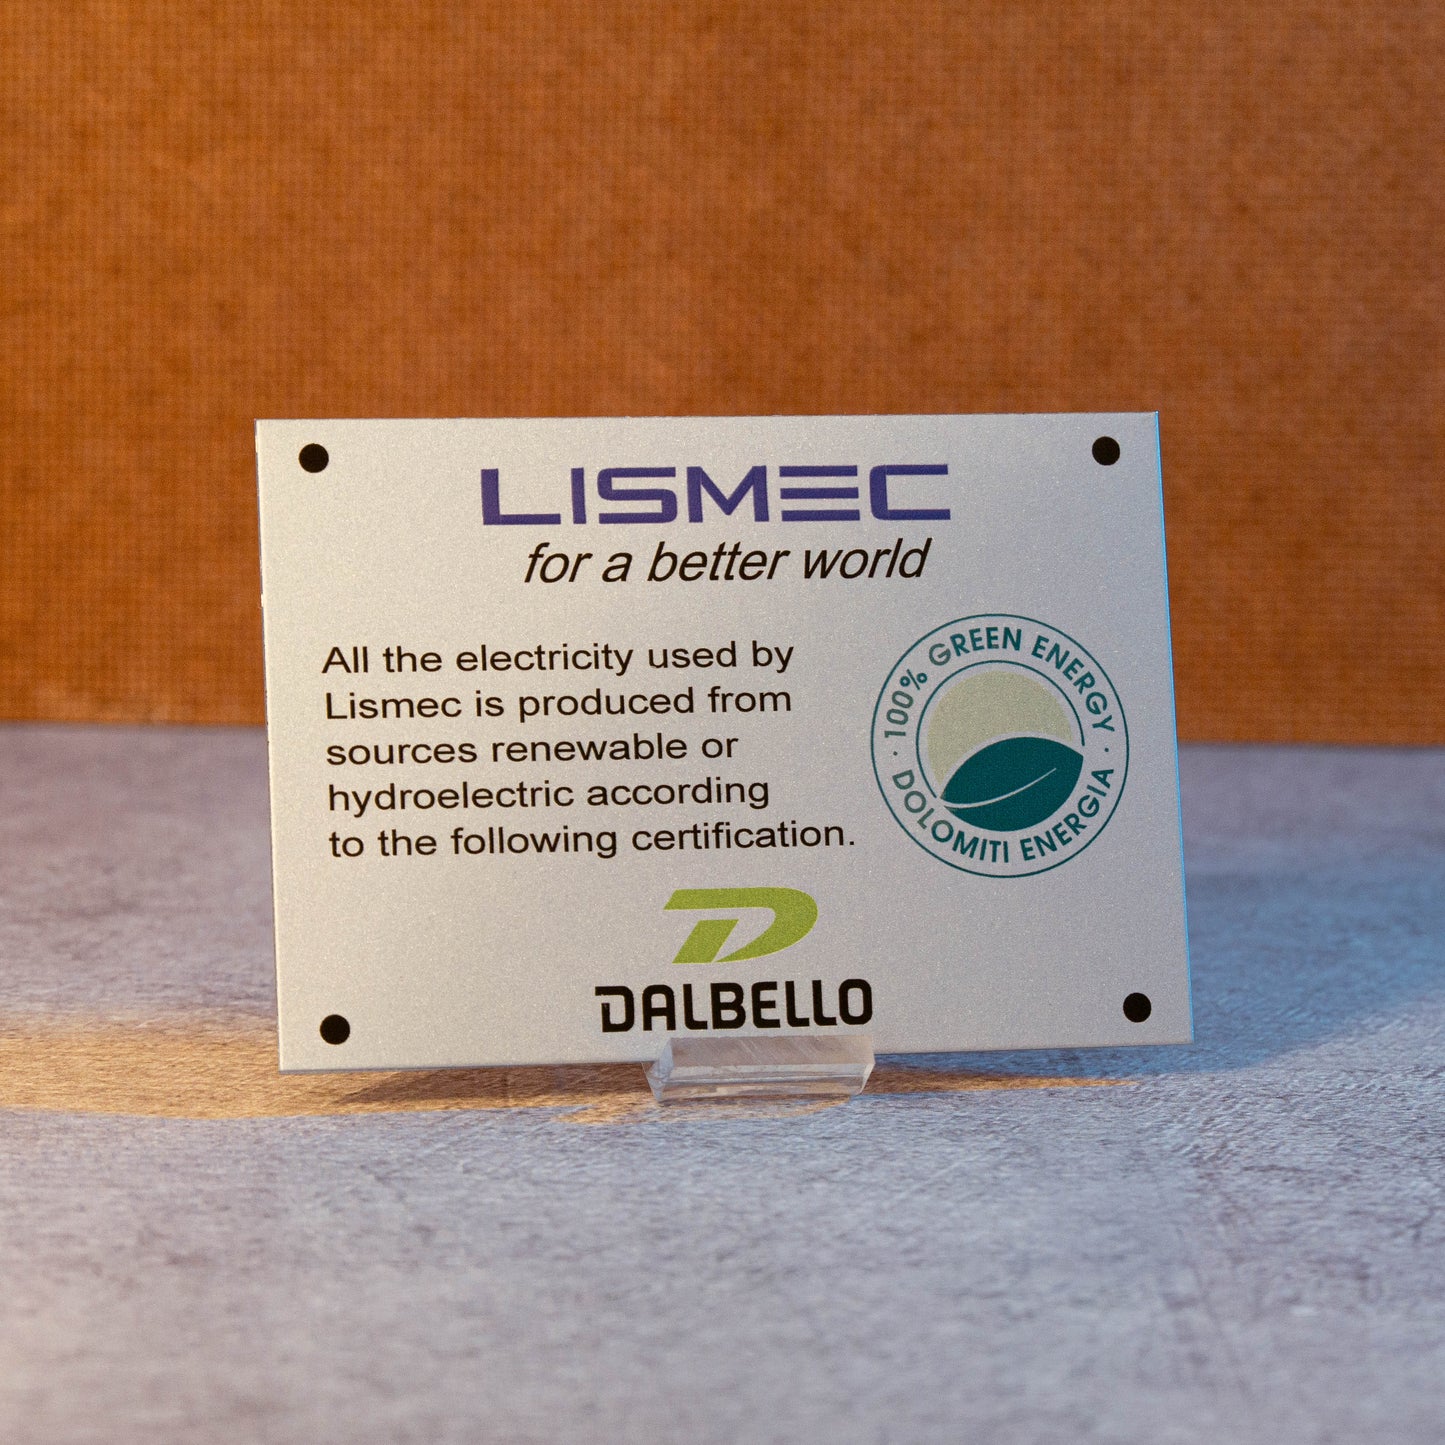 LISMEC
for a better world
All the electricity used by
Lismec is produced from
sources renewable or
hydroelectric according
to the following certification.
· 100% GREEN ENERGY ·
DOLOMITI ENERGIA
DALBELLO